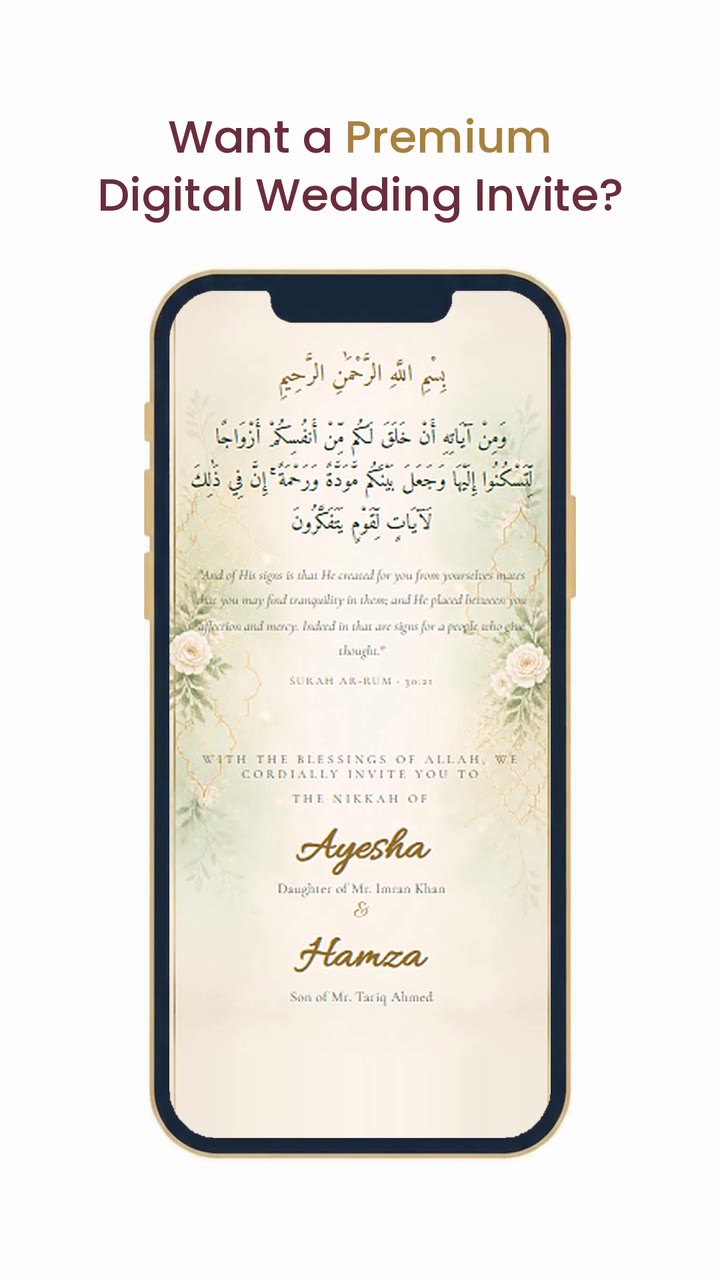 Want a Premium
Digital Wedding Invite?
بِسْمِ اللَّهِ الرَّحْمَٰنِ الرَّحِيمِ
وَمِنْ آيَاتِهِ أَنْ خَلَقَ لَكُم مِّنْ أَنفُسِكُمْ أَزْوَاجًا
لِّتَسْكُنُوا إِلَيْهَا وَجَعَلَ بَيْنَكُم مَّوَدَّةً وَرَحْمَةً ۚ إِنَّ فِي ذَٰلِكَ
لَآيَاتٍ لِّقَوْمٍ يَتَفَكَّرُونَ
"And of His signs is that He created for you from yourselves mates
that you may find tranquility in them; and He placed between you
affection and mercy. Indeed in that are signs for a people who give
thought."
SURAH AR-RUM · 30:21
WITH THE BLESSINGS OF ALLAH, WE
CORDIALLY INVITE YOU TO
THE NIKKAH OF
Ayesha
Daughter of Mr. Imran Khan
&
Hamza
Son of Mr. Tariq Ahmed